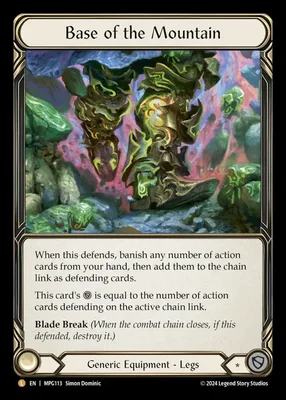 Base of the Mountain
When this defends, banish any number of action
cards from your hand, then add them to the chain
link as defending cards.
This card's is equal to the number of action
cards defending on the active chain link.
Blade Break (When the combat chain closes, if this
defended, destroy it.)
Generic Equipment - Legs
*
L EN | MPG113 Simon Dominic
© 2024 Legend Story Studios